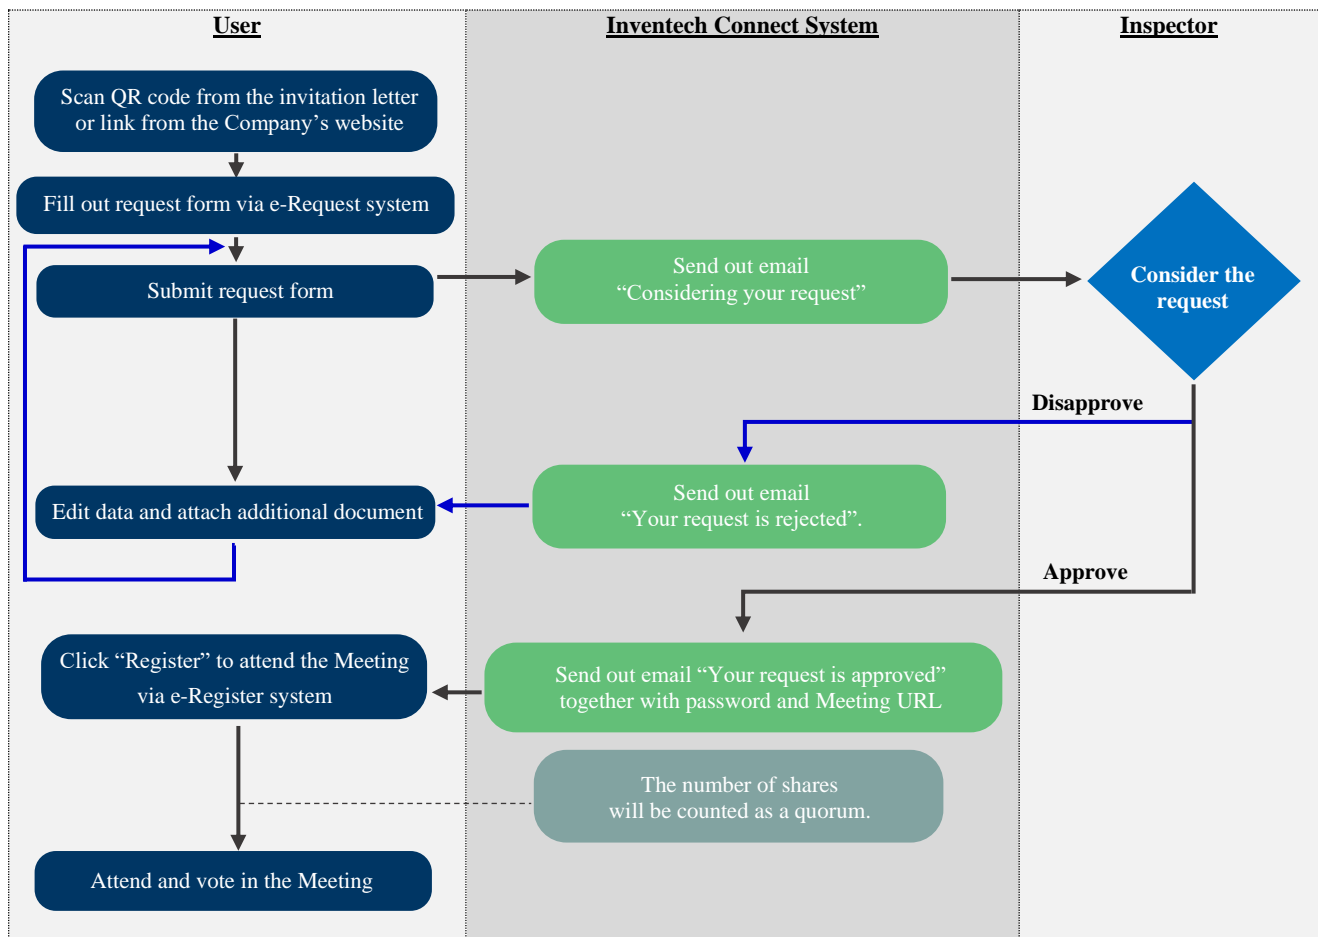 User
Inventech Connect System
Inspector
Scan QR code from the invitation letter
or link from the Company’s website
Fill out request form via e-Request system
Submit request form
Send out email
“Considering your request”
Consider the
request
Disapprove
Send out email
“Your request is rejected”.
Edit data and attach additional document
Approve
Click “Register” to attend the Meeting
via e-Register system
Send out email “Your request is approved”
together with password and Meeting URL
The number of shares
will be counted as a quorum.
Attend and vote in the Meeting